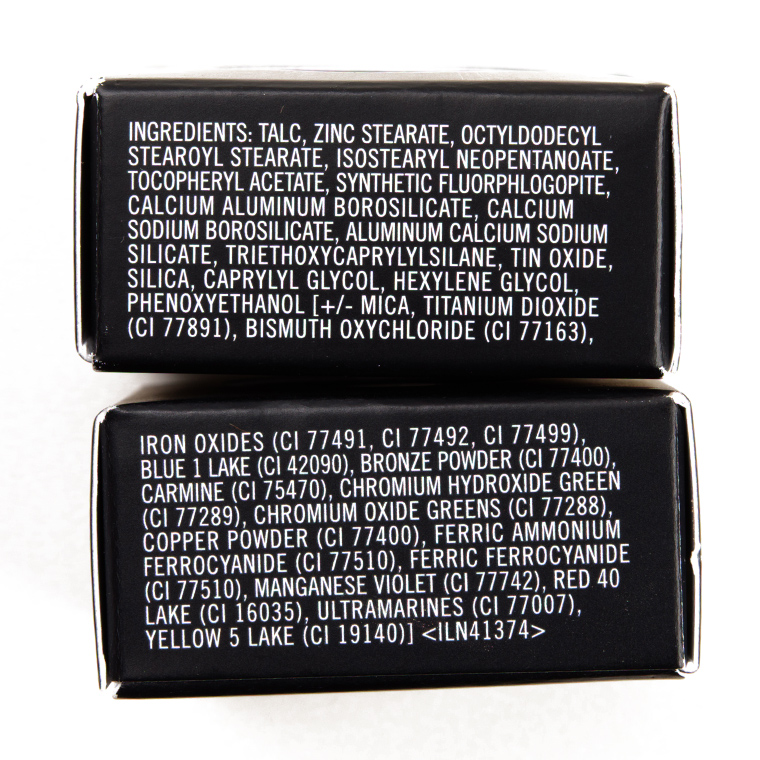 INGREDIENTS: TALC, ZINC STEARATE, OCTYLDODECYL
STEAROYL STEARATE, ISOSTEARYL NEOPENTANOATE,
TOCOPHERYL ACETATE, SYNTHETIC FLUORPHLOGOPITE,
CALCIUM ALUMINUM BOROSILICATE, CALCIUM
SODIUM BOROSILICATE, ALUMINUM CALCIUM SODIUM
SILICATE, TRIETHOXYCAPRYLYLSILANE, TIN OXIDE,
SILICA, CAPRYLYL GLYCOL, HEXYLENE GLYCOL,
PHENOXYETHANOL [+/- MICA, TITANIUM DIOXIDE
(CI 77891), BISMUTH OXYCHLORIDE (CI 77163),
IRON OXIDES (CI 77491, CI 77492, CI 77499),
BLUE 1 LAKE (CI 42090), BRONZE POWDER (CI 77400),
CARMINE (CI 75470), CHROMIUM HYDROXIDE GREEN
(CI 77289), CHROMIUM OXIDE GREENS (CI 77288),
COPPER POWDER (CI 77400), FERRIC AMMONIUM
FERROCYANIDE (CI 77510), FERRIC FERROCYANIDE
(CI 77510), MANGANESE VIOLET (CI 77742), RED 40
LAKE (CI 16035), ULTRAMARINES (CI 77007),
YELLOW 5 LAKE (CI 19140)] <ILN41374>